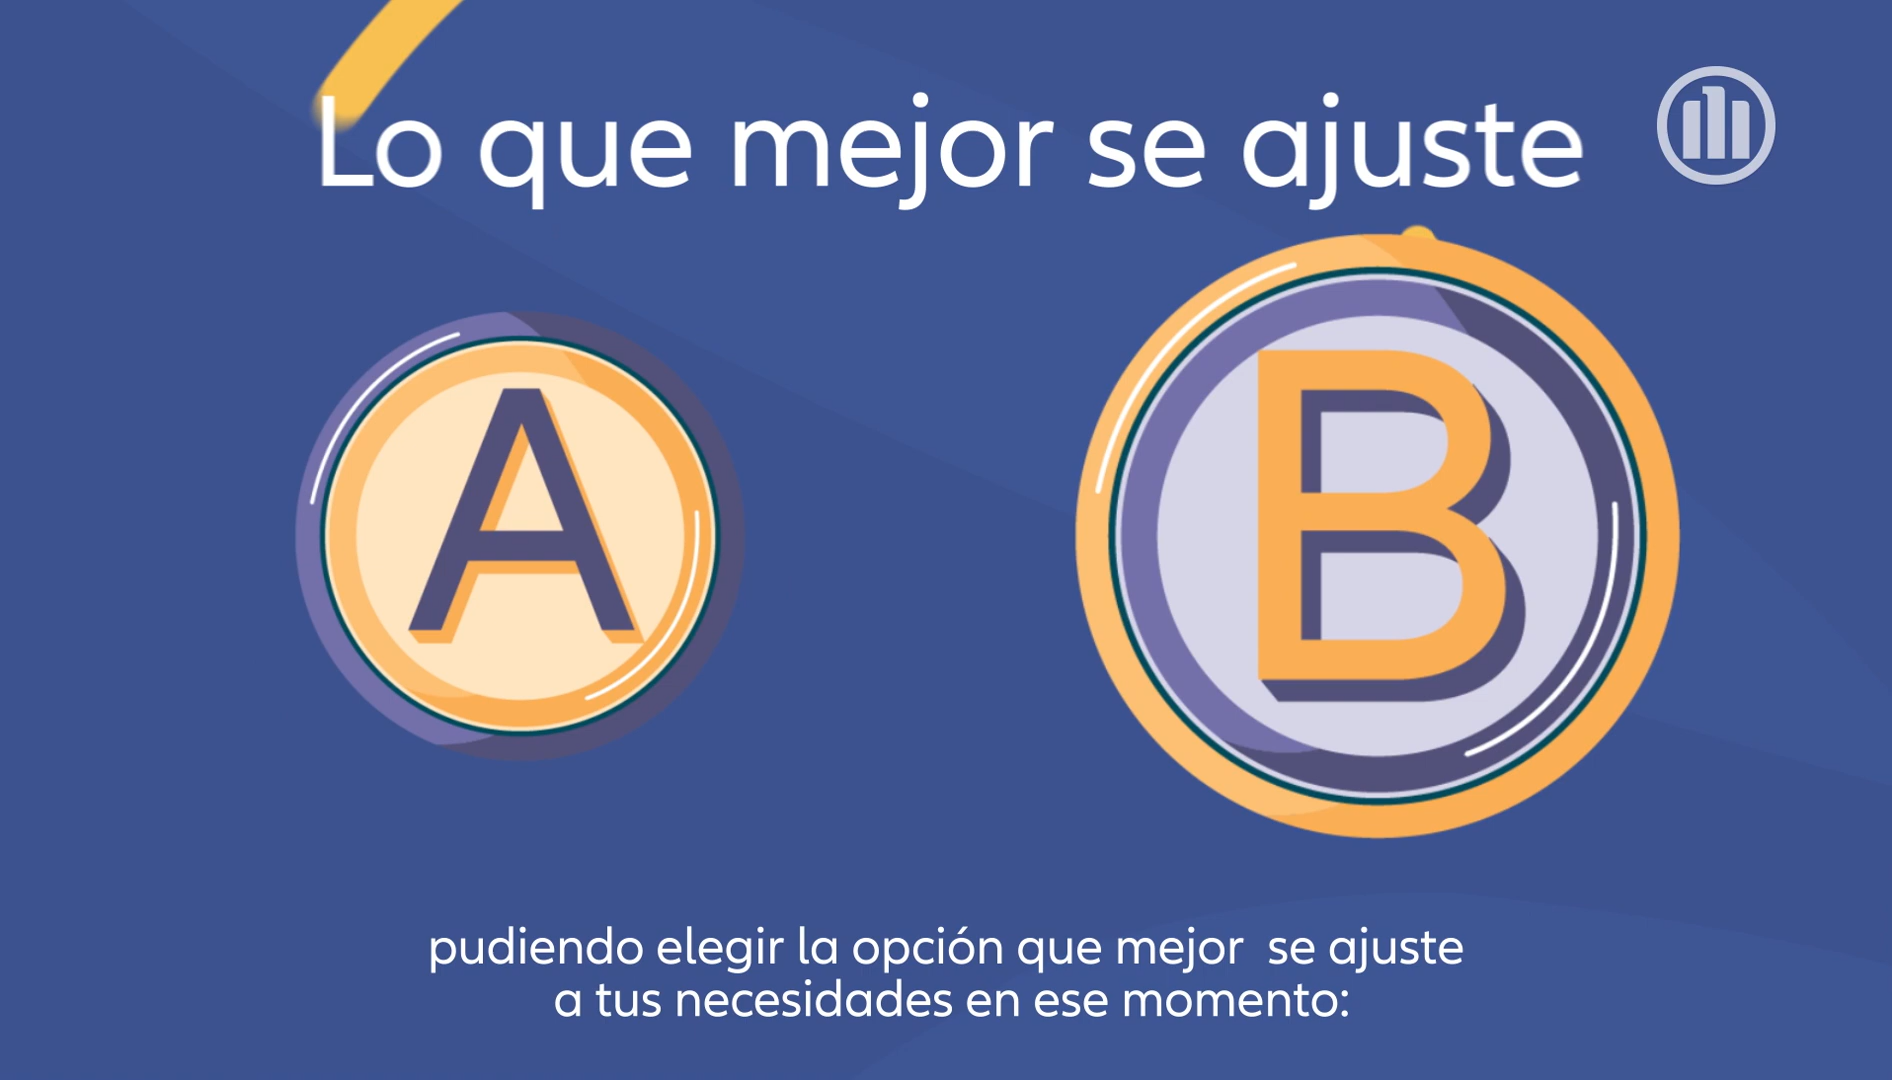 Lo que mejor se ajuste
A
B
pudiendo elegir la opción que mejor  se ajuste
a tus necesidades en ese momento: